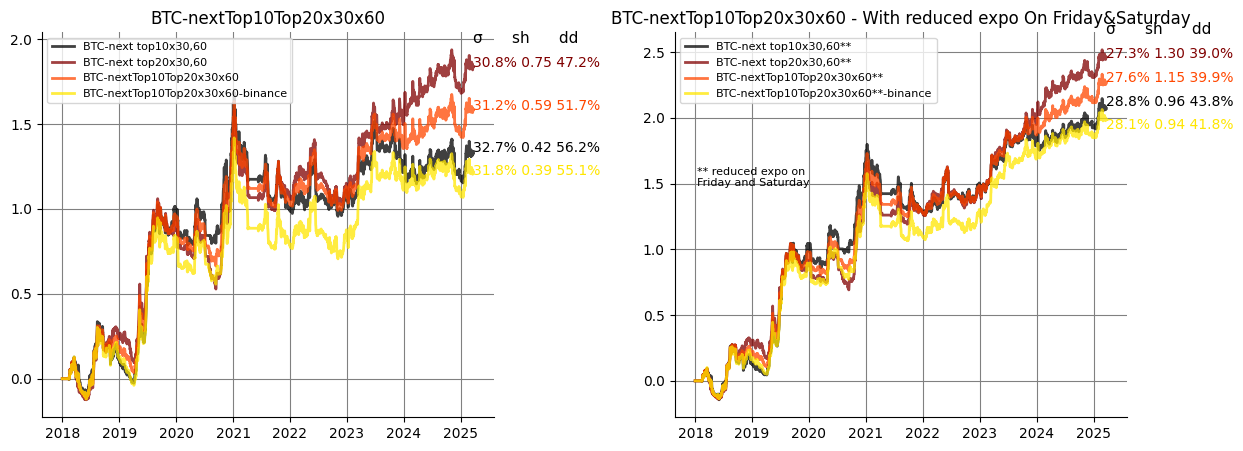 BTC-nextTop10Top20x30x60
σ sh dd
BTC-next top10x30,60
BTC-next top20x30,60
BTC-nextTop10Top20x30x60
BTC-nextTop10Top20x30x60-binance
30.8% 0.75 47.2%
31.2% 0.59 51.7%
32.7% 0.42 56.2%
31.8% 0.39 55.1%
2.0
1.5
1.0
0.5
0.0
2018 2019 2020 2021 2022 2023 2024 2025
BTC-nextTop10Top20x30x60 - With reduced expo On Friday&Saturday
σ sh dd
BTC-next top10x30,60**
BTC-next top20x30,60**
BTC-nextTop10Top20x30x60**
BTC-nextTop10Top20x30x60**-binance
27.3% 1.30 39.0%
27.6% 1.15 39.9%
28.8% 0.96 43.8%
28.1% 0.94 41.8%
** reduced expo on
Friday and Saturday
2.5
2.0
1.5
1.0
0.5
0.0
2018 2019 2020 2021 2022 2023 2024 2025